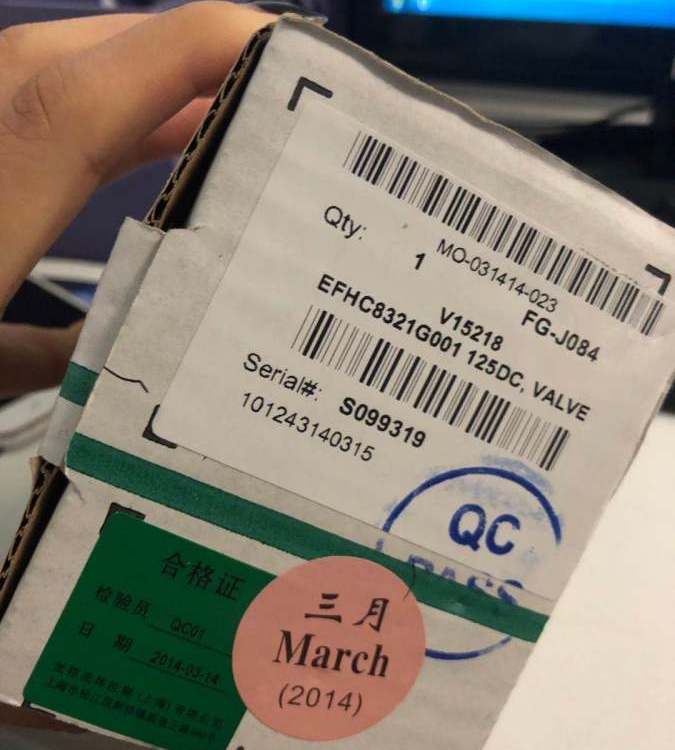 MO-031414-023
Qty:
1
V15218
FG-J084
EFHC8321G001 125DC, VALVE
Serial#:
S099319
101243140315
QC
PASS
合格证
检验员 QC01
日 期 2014-03-14
三月
March
(2014)